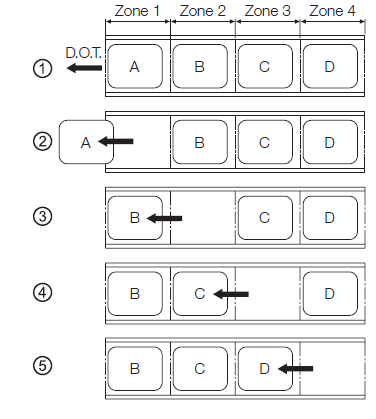 Zone 1 Zone 2 Zone 3 Zone 4
D.O.T.
① A B C D
② A B C D
③ B C D
④ B C D
⑤ B C D